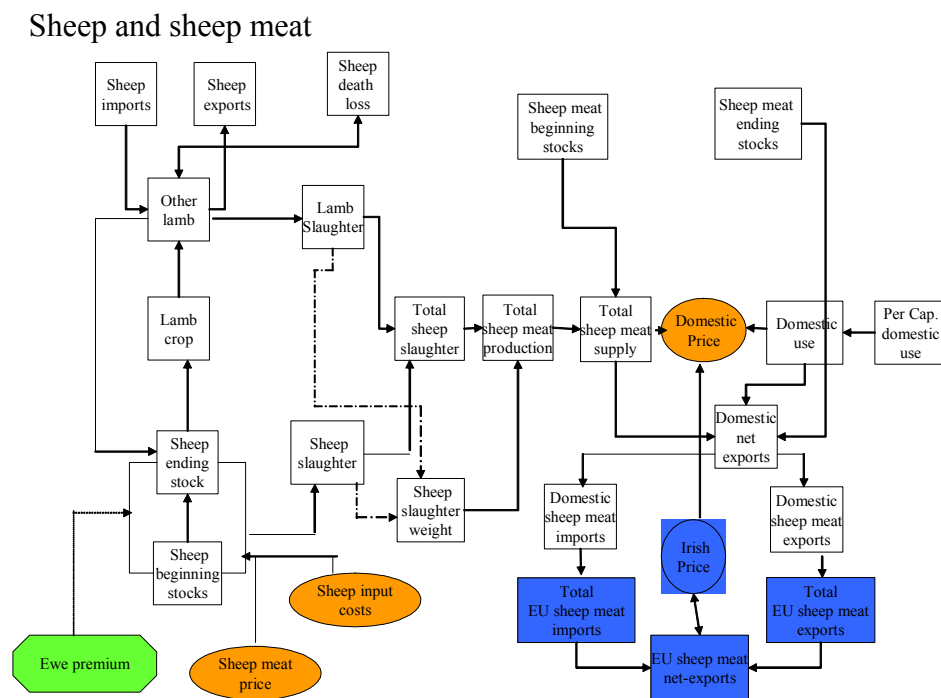 Sheep and sheep meat
Sheep
imports
Sheep
exports
Sheep
death
loss
Sheep meat
beginning
stocks
Sheep meat
ending
stocks
Other
lamb
Lamb
Slaughter
Lamb
crop
Total
sheep
slaughter
Total
sheep meat
production
Total
sheep meat
supply
Domestic
Price
Domestic
use
Per Cap.
domestic
use
Sheep
ending
stock
Sheep
slaughter
Sheep
slaughter
weight
Domestic
net
exports
Domestic
sheep meat
imports
Domestic
sheep meat
exports
Sheep
beginning
stocks
Irish
Price
Sheep input
costs
Total
EU sheep meat
imports
Total
EU sheep meat
exports
Ewe premium
Sheep meat
price
EU sheep meat
net-exports